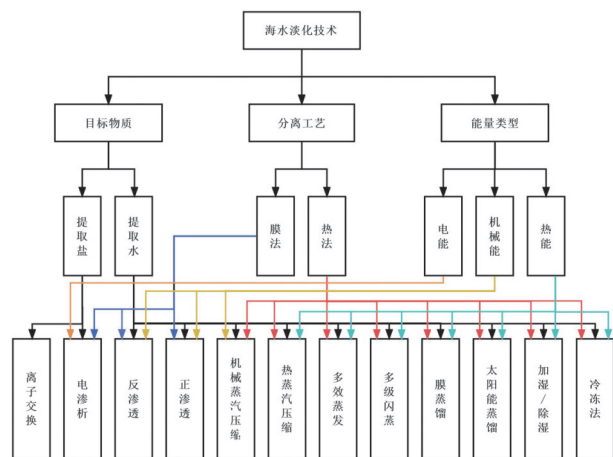 海水淡化技术
目标物质
分离工艺
能量类型
提取盐
提取水
膜法
热法
电能
机械能
热能
离子交换
电渗析
反渗透
正渗透
机械蒸汽压缩
热蒸汽压缩
多效蒸发
多级闪蒸
膜蒸馏
太阳能蒸馏
加湿/除湿
冷冻法